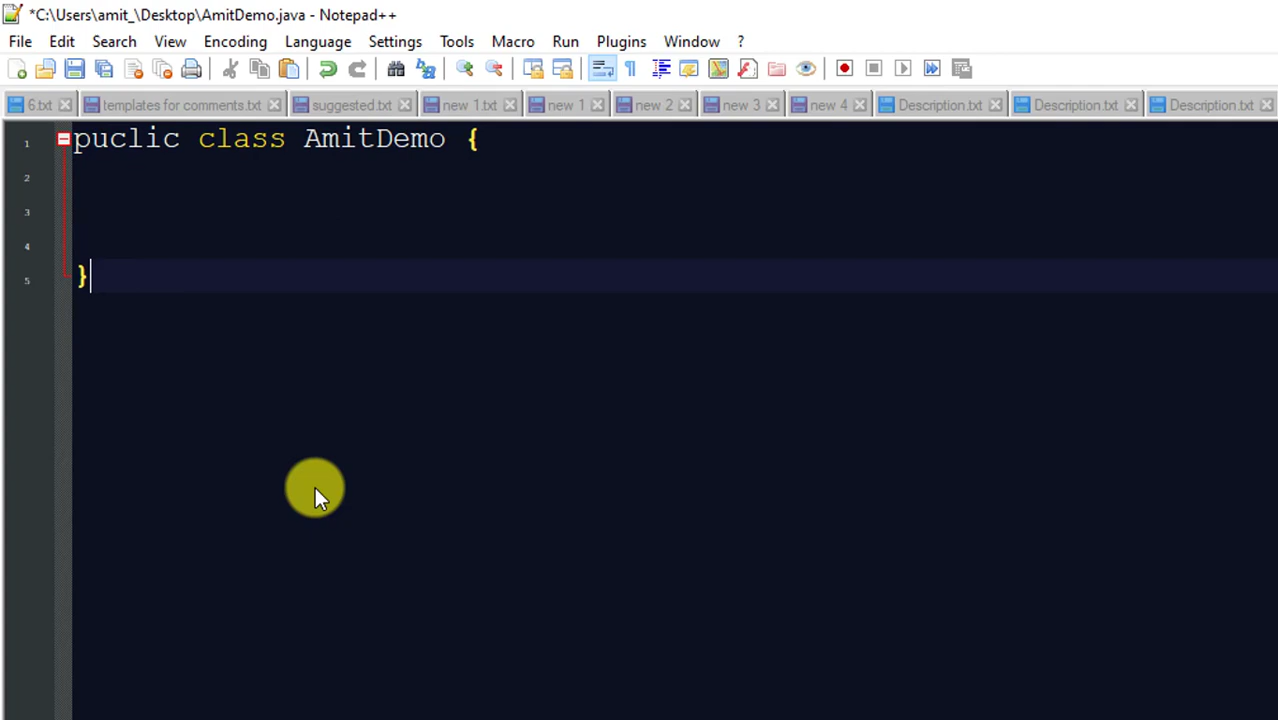 *C:\Users\amit_\Desktop\AmitDemo.java - Notepad++
File Edit Search View Encoding Language Settings Tools Macro Run Plugins Window ?
6.txt templates for comments.txt suggested.txt new 1.txt new 1 new 2 new 3 new 4 Description.txt Description.txt Description.txt
1 puclic class AmitDemo {
2
3
4
5 }